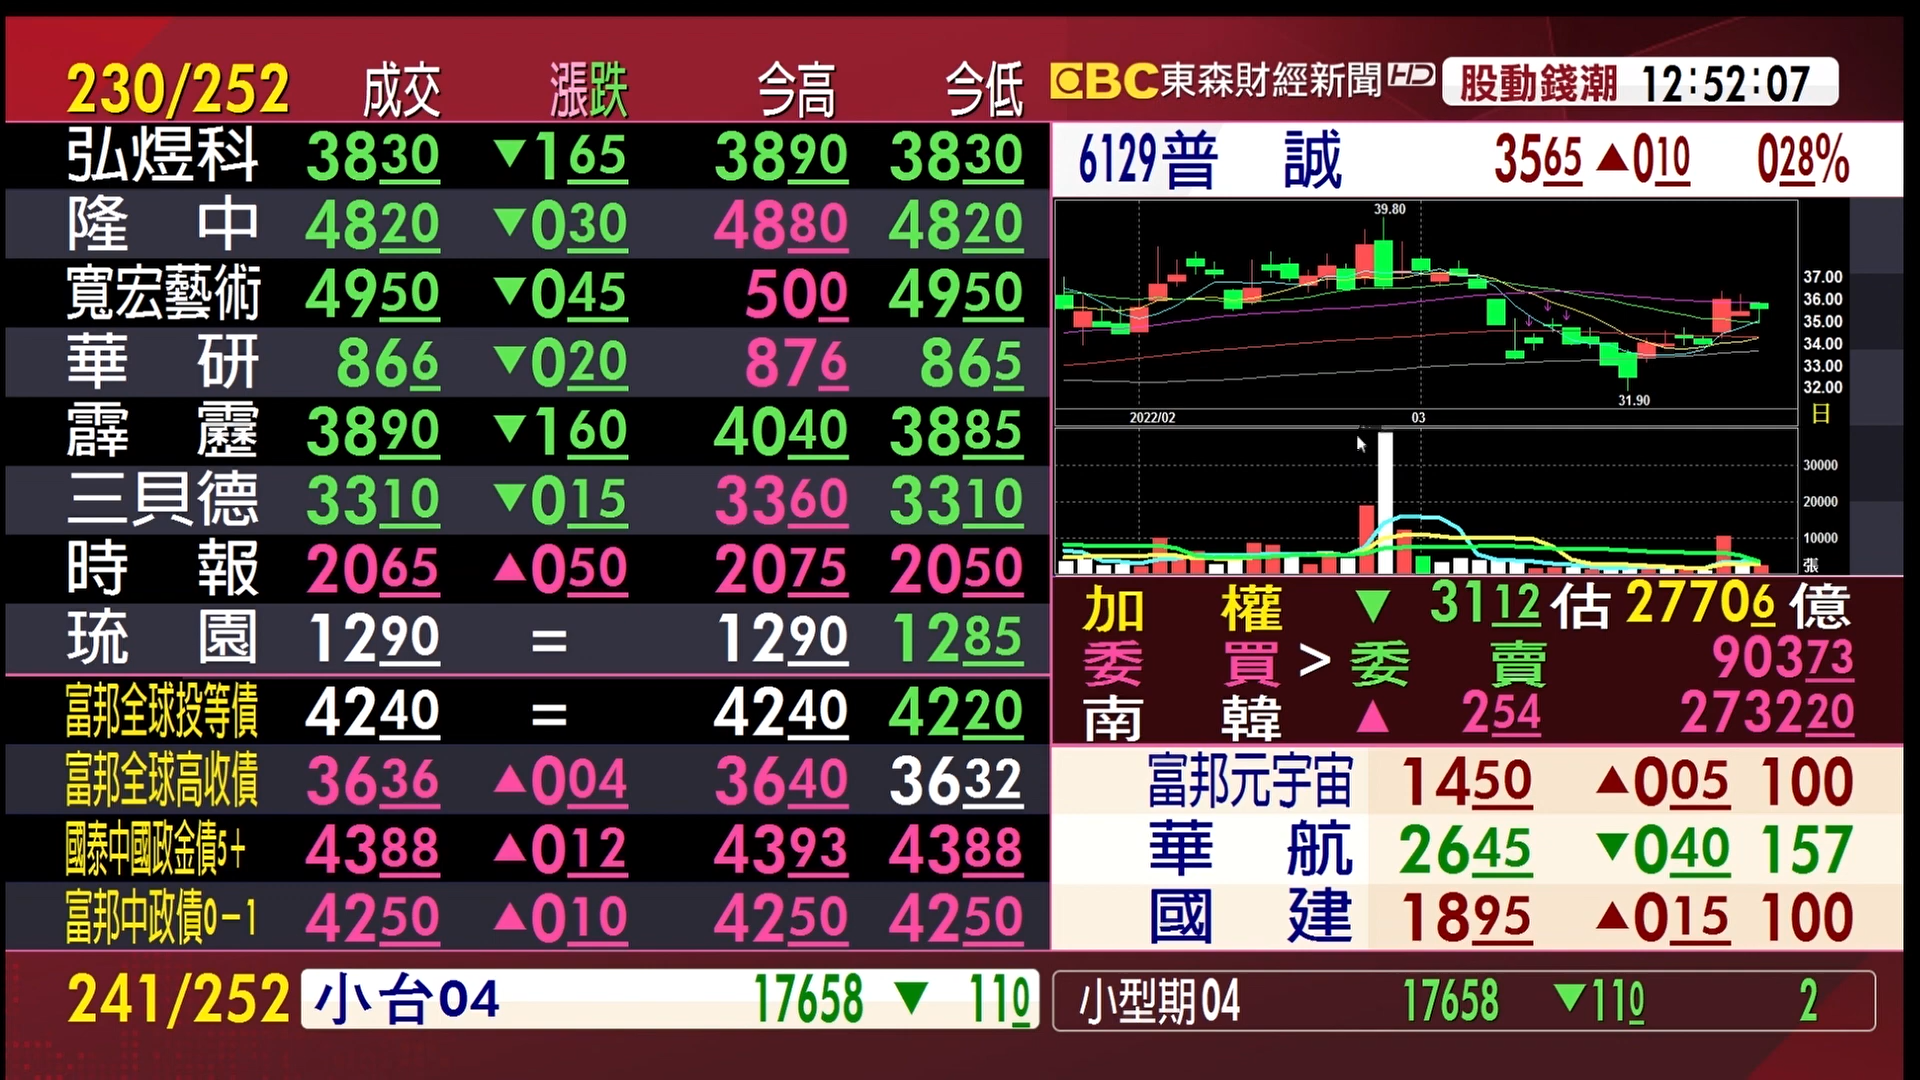 230/252 成交 漲跌 今高 今低
弘煜科 3830 ▼165 3890 3830
隆中 4820 ▼030 4880 4820
寬宏藝術 4950 ▼045 500 4950
華研 866 ▼020 876 865
霹靂 3890 ▼160 4040 3885
三貝德 3310 ▼015 3360 3310
時報 2065 ▲050 2075 2050
琉園 1290 = 1290 1285
富邦全球投等債 4240 = 4240 4220
富邦全球高收債 3636 ▲004 3640 3632
國泰中國政金債5+ 4388 ▲012 4393 4388
富邦中政債0-1 4250 ▲010 4250 4250
241/252 小台04 17658 ▼ 110
EBC東森財經新聞HD 股動錢潮 12:52:07
6129普誠 3565 ▲010 028%
39.80
37.00
36.00
35.00
34.00
33.00
32.00
31.90
2022/02 03 日
30000
20000
10000
張
加權 ▼ 3112 估 27706 億
委買>委賣 90373
南韓 ▲ 254 273220
富邦元宇宙 1450 ▲005 100
華航 2645 ▼040 157
國建 1895 ▲015 100
小型期04 17658 ▼110 2